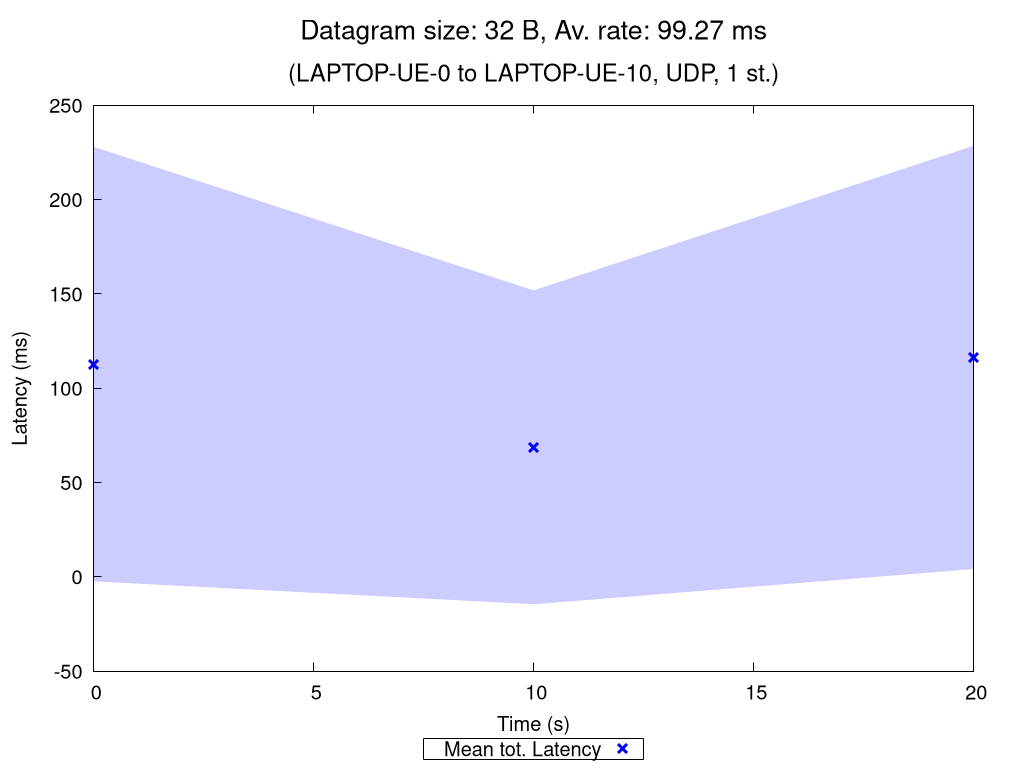 Datagram size: 32 B, Av. rate: 99.27 ms
(LAPTOP-UE-0 to LAPTOP-UE-10, UDP, 1 st.)
250
200
150
100
50
0
-50
Latency (ms)
0 5 10 15 20
Time (s)
Mean tot. Latency